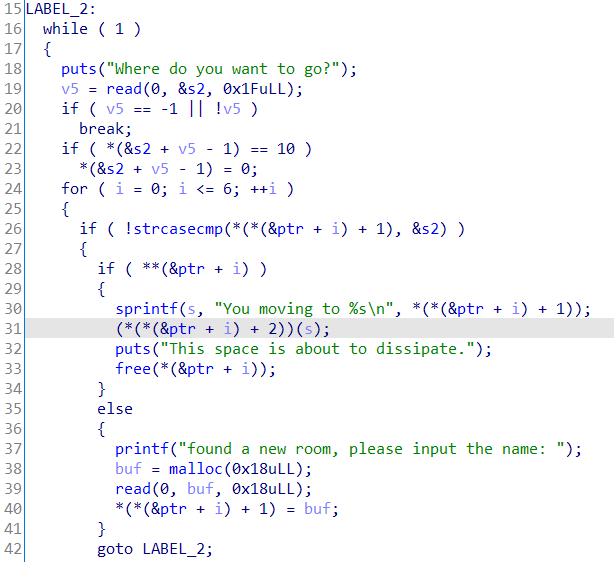 15 LABEL_2:
16 while ( 1 )
17 {
18 puts("Where do you want to go?");
19 v5 = read(0, &s2, 0x1FuLL);
20 if ( v5 == -1 || !v5 )
21 break;
22 if ( *(&s2 + v5 - 1) == 10 )
23 *(&s2 + v5 - 1) = 0;
24 for ( i = 0; i <= 6; ++i )
25 {
26 if ( !strcasecmp(*(*(&ptr + i) + 1), &s2) )
27 {
28 if ( **(&ptr + i) )
29 {
30 sprintf(s, "You moving to %s\n", *(*(&ptr + i) + 1));
31 (*(*(&ptr + i) + 2))(s);
32 puts("This space is about to dissipate.");
33 free(*(&ptr + i));
34 }
35 else
36 {
37 printf("found a new room, please input the name: ");
38 buf = malloc(0x18uLL);
39 read(0, buf, 0x18uLL);
40 *(*(&ptr + i) + 1) = buf;
41 }
42 goto LABEL_2;